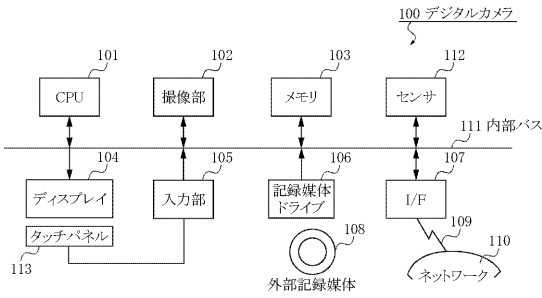 100 デジタルカメラ
101
102
103
112
CPU
撮像部
メモリ
センサ
111 内部バス
104
105
106
107
ディスプレイ
入力部
記録媒体
ドライブ
I/F
タッチパネル
113
108
109
110
外部記録媒体
ネットワーク